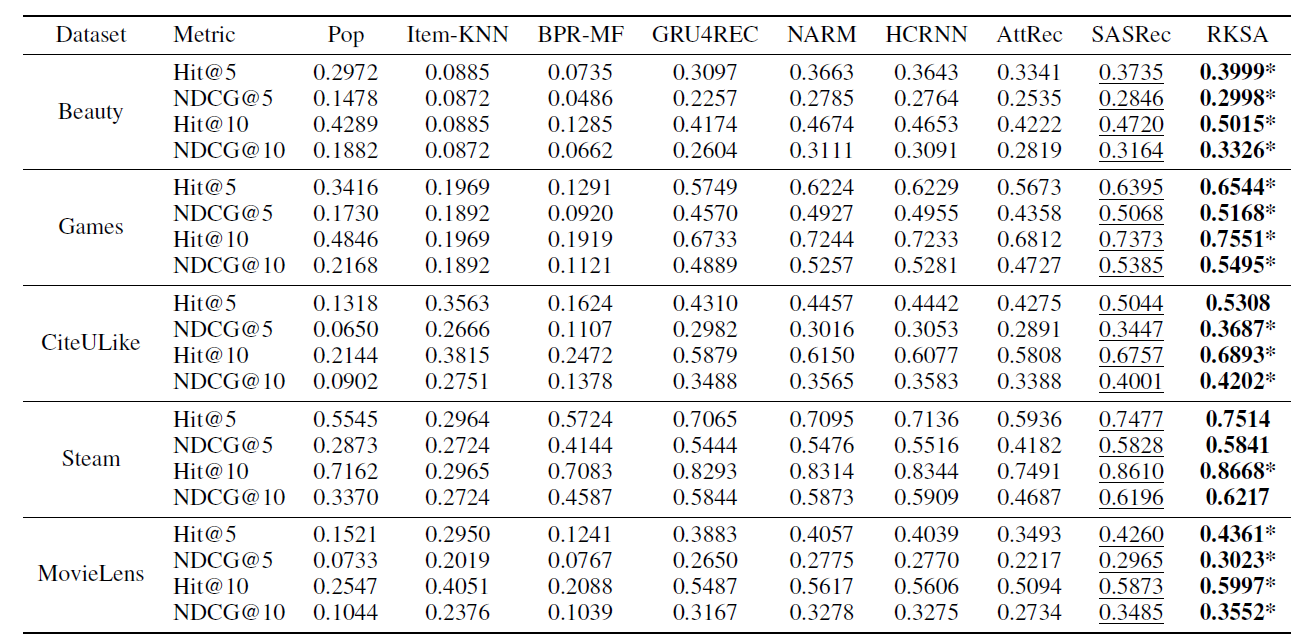 Dataset Metric Pop Item-KNN BPR-MF GRU4REC NARM HCRNN AttRec SASRec RKSA
Beauty
Hit@5 0.2972 0.0885 0.0735 0.3097 0.3663 0.3643 0.3341 0.3735 0.3999*
NDCG@5 0.1478 0.0872 0.0486 0.2257 0.2785 0.2764 0.2535 0.2846 0.2998*
Hit@10 0.4289 0.0885 0.1285 0.4174 0.4674 0.4653 0.4222 0.4720 0.5015*
NDCG@10 0.1882 0.0872 0.0662 0.2604 0.3111 0.3091 0.2819 0.3164 0.3326*
Games
Hit@5 0.3416 0.1969 0.1291 0.5749 0.6224 0.6229 0.5673 0.6395 0.6544*
NDCG@5 0.1730 0.1892 0.0920 0.4570 0.4927 0.4955 0.4358 0.5068 0.5168*
Hit@10 0.4846 0.1969 0.1919 0.6733 0.7244 0.7233 0.6812 0.7373 0.7551*
NDCG@10 0.2168 0.1892 0.1121 0.4889 0.5257 0.5281 0.4727 0.5385 0.5495*
CiteULike
Hit@5 0.1318 0.3563 0.1624 0.4310 0.4457 0.4442 0.4275 0.5044 0.5308
NDCG@5 0.0650 0.2666 0.1107 0.2982 0.3016 0.3053 0.2891 0.3447 0.3687*
Hit@10 0.2144 0.3815 0.2472 0.5879 0.6150 0.6077 0.5808 0.6757 0.6893*
NDCG@10 0.0902 0.2751 0.1378 0.3488 0.3565 0.3583 0.3388 0.4001 0.4202*
Steam
Hit@5 0.5545 0.2964 0.5724 0.7065 0.7095 0.7136 0.5936 0.7477 0.7514
NDCG@5 0.2873 0.2724 0.4144 0.5444 0.5476 0.5516 0.4182 0.5828 0.5841
Hit@10 0.7162 0.2965 0.7083 0.8293 0.8314 0.8344 0.7491 0.8610 0.8668*
NDCG@10 0.3370 0.2724 0.4587 0.5844 0.5873 0.5909 0.4687 0.6196 0.6217
MovieLens
Hit@5 0.1521 0.2950 0.1241 0.3883 0.4057 0.4039 0.3493 0.4260 0.4361*
NDCG@5 0.0733 0.2019 0.0767 0.2650 0.2775 0.2770 0.2217 0.2965 0.3023*
Hit@10 0.2547 0.4051 0.2088 0.5487 0.5617 0.5606 0.5094 0.5873 0.5997*
NDCG@10 0.1044 0.2376 0.1039 0.3167 0.3278 0.3275 0.2734 0.3485 0.3552*